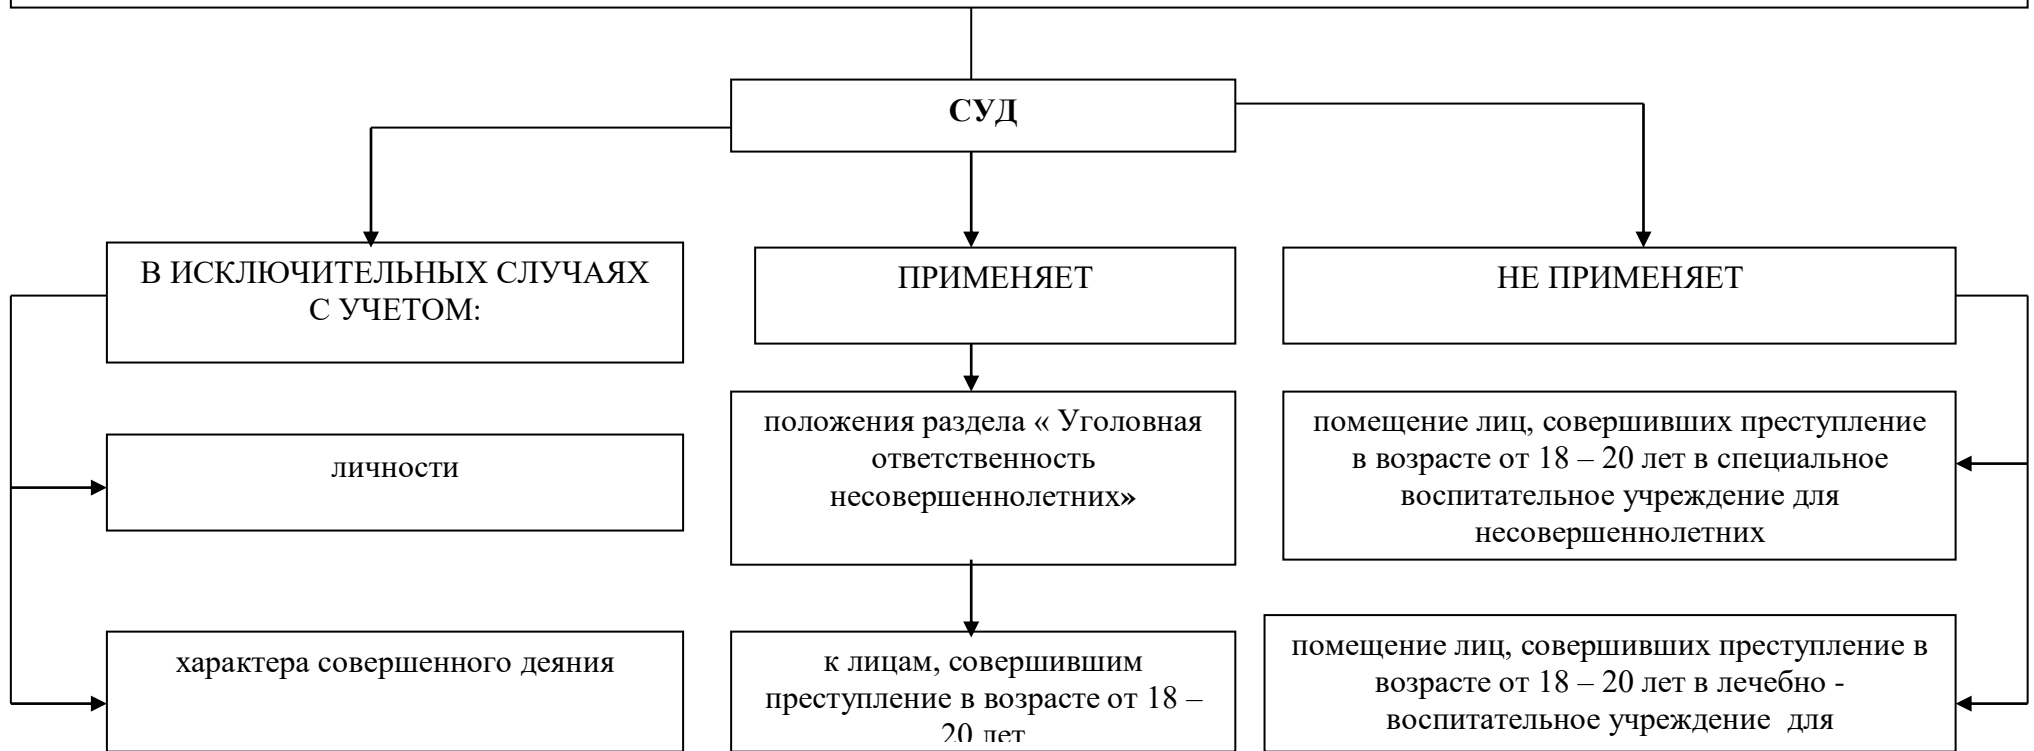 СУД
В ИСКЛЮЧИТЕЛЬНЫХ СЛУЧАЯХ
С УЧЕТОМ:
ПРИМЕНЯЕТ
НЕ ПРИМЕНЯЕТ
личности
характера совершенного деяния
положения раздела « Уголовная
ответственность
несовершеннолетних»
к лицам, совершившим
преступление в возрасте от 18 –
20 лет
помещение лиц, совершивших преступление
в возрасте от 18 – 20 лет в специальное
воспитательное учреждение для
несовершеннолетних
помещение лиц, совершивших преступление в
возрасте от 18 – 20 лет в лечебно -
воспитательное учреждение  для